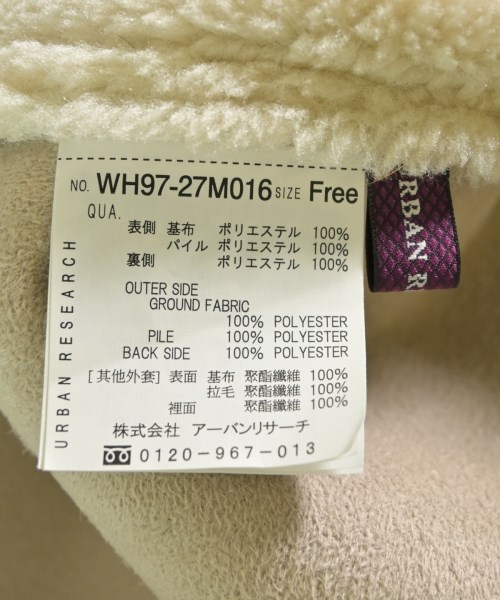 NO. WH97-27M016 SIZE Free
QUA.
表側 基布 ポリエステル 100%
パイル ポリエステル 100%
裏側 ポリエステル 100%
OUTER SIDE
GROUND FABRIC
100% POLYESTER
PILE 100% POLYESTER
BACK SIDE 100% POLYESTER
[其他外套] 表面 基布 聚酯纖維 100%
拉毛 聚酯纖維 100%
裡面 聚酯纖維 100%
株式会社 アーバンリサーチ
0120-967-013
URBAN RESEARCH
URBAN R